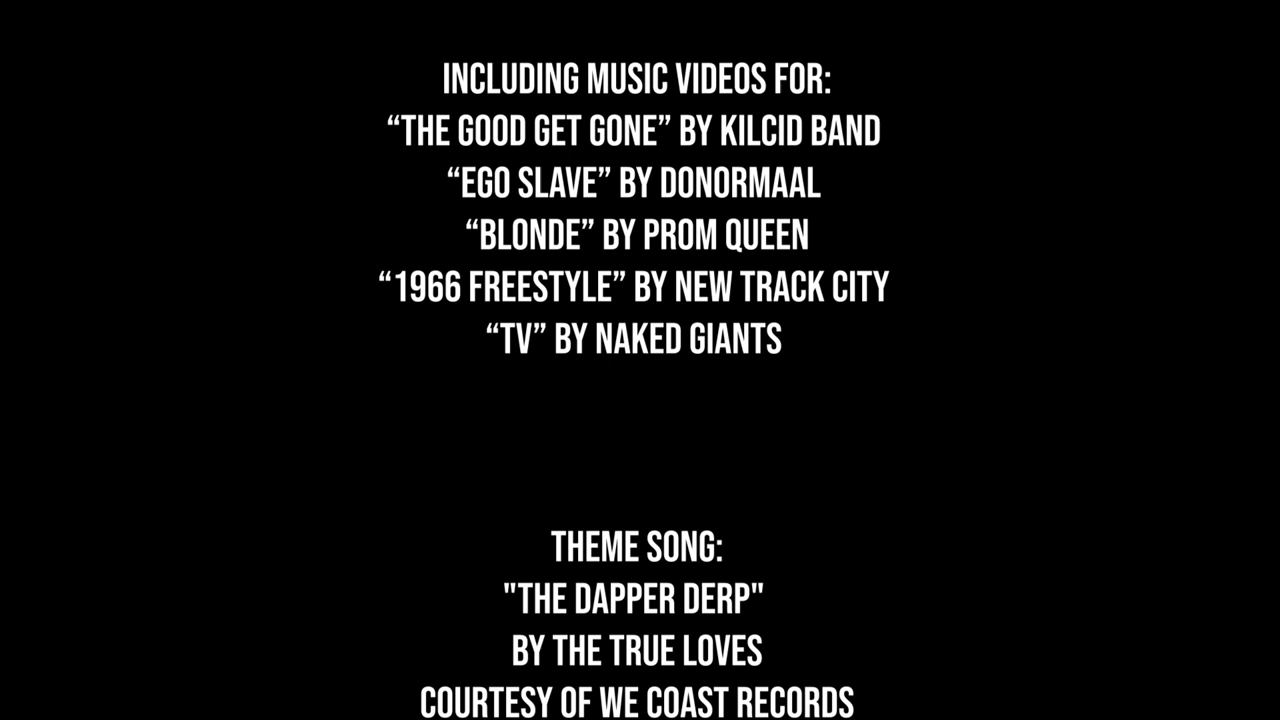 INCLUDING MUSIC VIDEOS FOR:
“THE GOOD GET GONE” BY KILCID BAND
“EGO SLAVE” BY DONORMAAL
“BLONDE” BY PROM QUEEN
“1966 FREESTYLE” BY NEW TRACK CITY
“TV” BY NAKED GIANTS
THEME SONG:
"THE DAPPER DERP"
BY THE TRUE LOVES
COURTESY OF WE COAST RECORDS